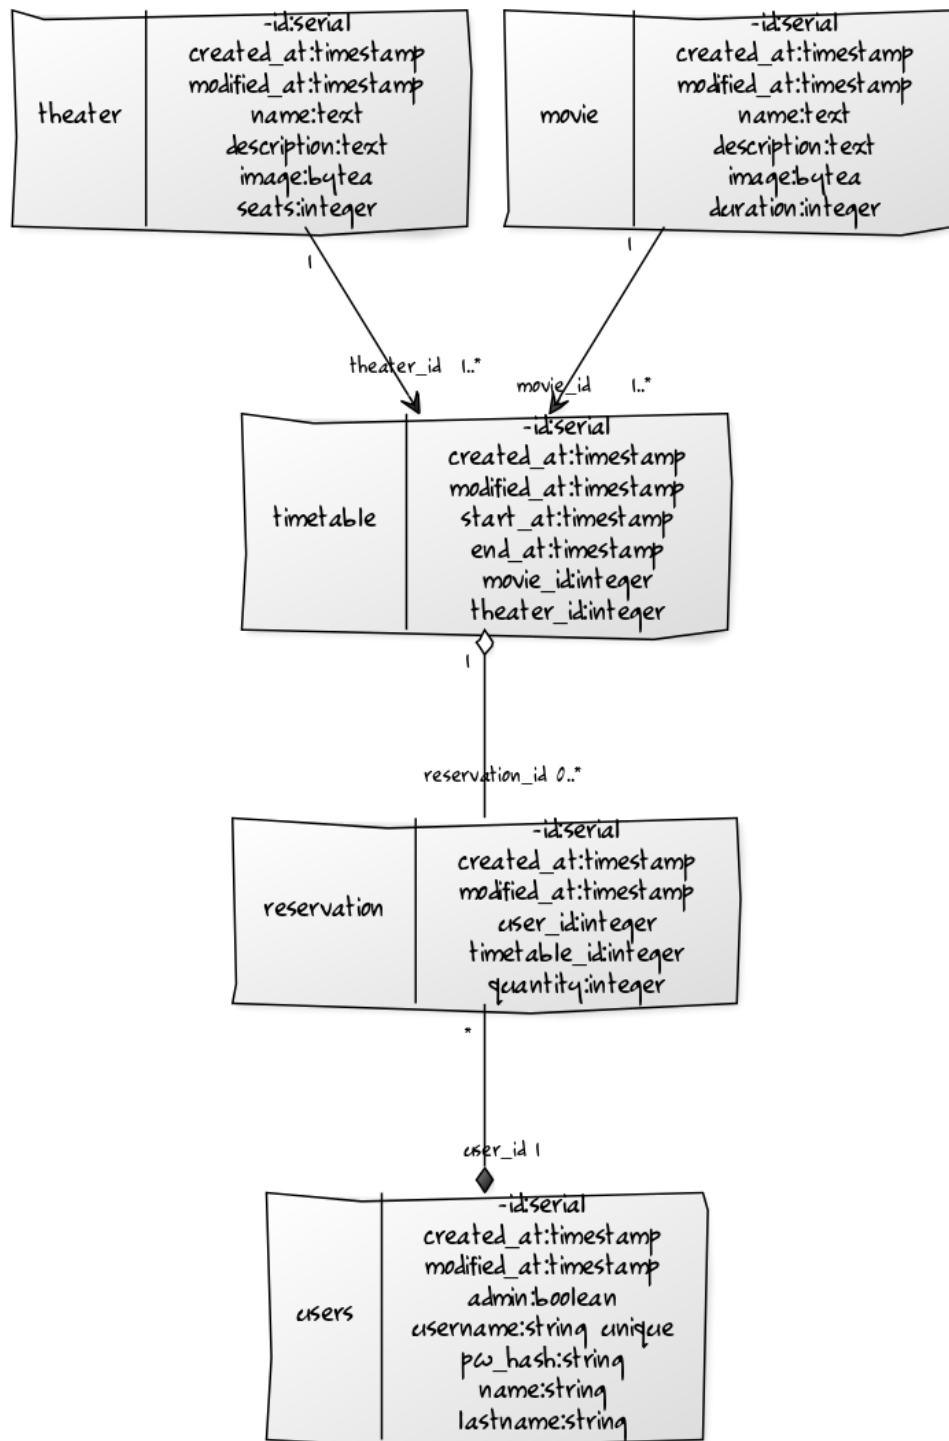 theater
-id:serial
created_at:timestamp
modified_at:timestamp
name:text
description:text
image:bytea
seats:integer
movie
-id:serial
created_at:timestamp
modified_at:timestamp
name:text
description:text
image:bytea
duration:integer
1
1
theater_id 1..*
movie_id 1..*
timetable
-id:serial
created_at:timestamp
modified_at:timestamp
start_at:timestamp
end_at:timestamp
movie_id:integer
theater_id:integer
1
reservation_id 0..*
reservation
-id:serial
created_at:timestamp
modified_at:timestamp
user_id:integer
timetable_id:integer
quantity:integer
*
user_id 1
users
-id:serial
created_at:timestamp
modified_at:timestamp
admin:boolean
username:string unique
pw_hash:string
name:string
lastname:string